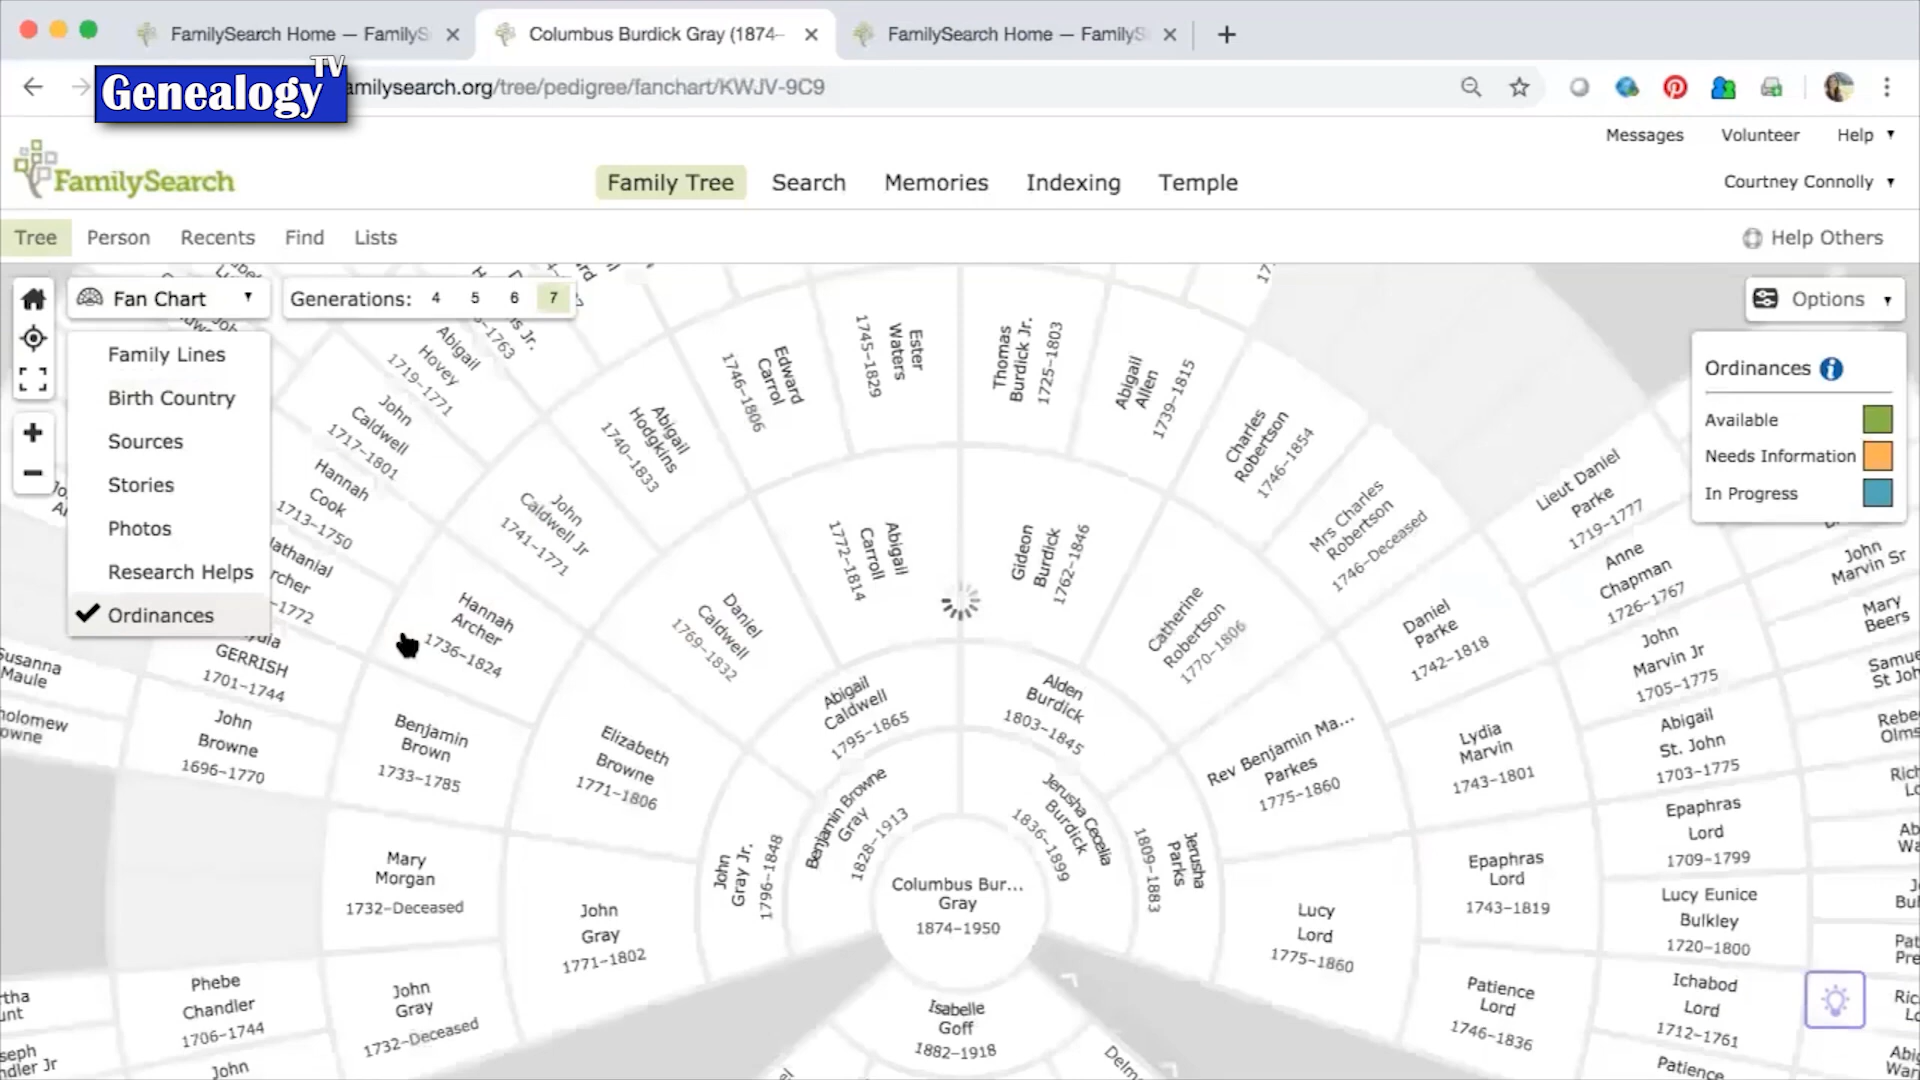 FamilySearch Home — FamilyS
Columbus Burdick Gray (1874–
FamilySearch Home — FamilyS
Genealogy TV
amilysearch.org/tree/pedigree/fanchart/KWJV-9C9
Messages
Volunteer
Help
FamilySearch
Family Tree
Search
Memories
Indexing
Temple
Courtney Connolly
Tree
Person
Recents
Find
Lists
Help Others
Fan Chart
Generations: 4 5 6 7
Options
Family Lines
Birth Country
Sources
Stories
Photos
Research Helps
Ordinances
Ordinances
Available
Needs Information
In Progress
Abigail
Hovey
1719–1771
John
Caldwell
1717–1801
Hannah
Cook
1713–1750
GERRISH
1701–1744
John
Browne
1696–1770
Susanna
Maule
Phebe
Chandler
1706–1744
John
Edward
Carrol
1746–1806
Ester
Waters
1745–1829
Thomas
Burdick Jr.
1725–1803
Abigail
Allen
1739–1815
Abigail
Hodgkins
1740–1833
John
Caldwell Jr
1741–1771
Hannah
Archer
1736–1824
Benjamin
Brown
1733–1785
Mary
Morgan
1732–Deceased
John
Gray
1732–Deceased
Charles
Robertson
1746–1854
Mrs Charles
Robertson
1746–Deceased
Daniel
Parke
1742–1818
Lydia
Marvin
1743–1801
Epaphras
Lord
1743–1819
Patience
Lord
1746–1836
Abigail
Carroll
1772–1814
Gideon
Burdick
1762–1846
Daniel
Caldwell
1769–1832
Catherine
Robertson
1770–1806
Elizabeth
Browne
1771–1806
Rev Benjamin Ma...
Parkes
1775–1860
John
Gray
1771–1802
Lucy
Lord
1775–1860
Abigail
Caldwell
1795–1865
Alden
Burdick
1803–1845
John
Gray Jr.
1796–1848
Jerusha
Parks
1809–1883
Benjamin Browne
Gray
1828–1913
Jerusha Cecelia
Burdick
1836–1899
Columbus Bur...
Gray
1874–1950
Isabelle
Goff
1882–1918
Lieut Daniel
Parke
1719–1777
Anne
Chapman
1726–1767
John
Marvin Jr
1705–1775
Abigail
St. John
1703–1775
Epaphras
Lord
1709–1799
Lucy Eunice
Bulkley
1720–1800
Ichabod
Lord
1712–1761
Patience
John
Marvin Sr
Mary
Beers